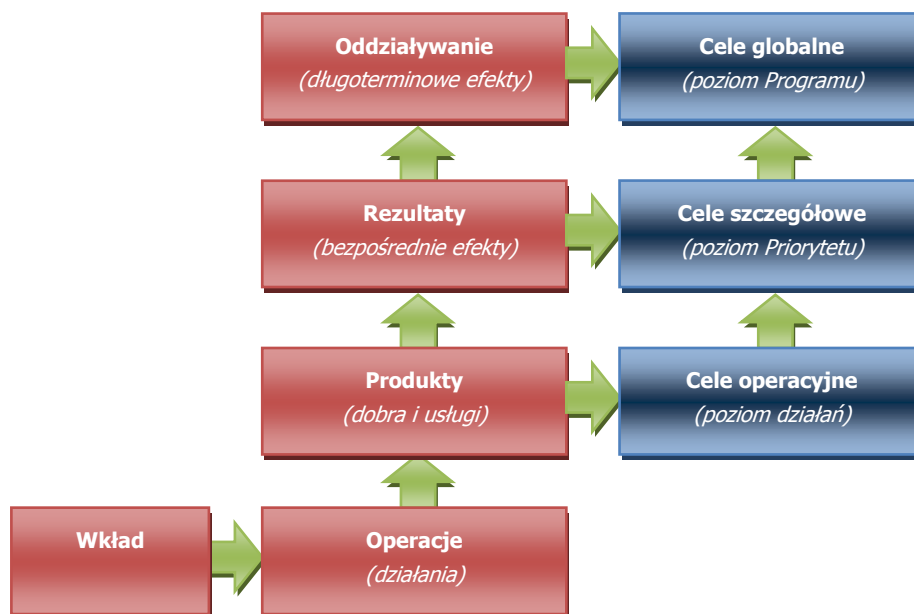 Oddziaływanie
(długoterminowe efekty)
Cele globalne
(poziom Programu)
Rezultaty
(bezpośrednie efekty)
Cele szczegółowe
(poziom Priorytetu)
Produkty
(dobra i usługi)
Cele operacyjne
(poziom działań)
Wkład
Operacje
(działania)